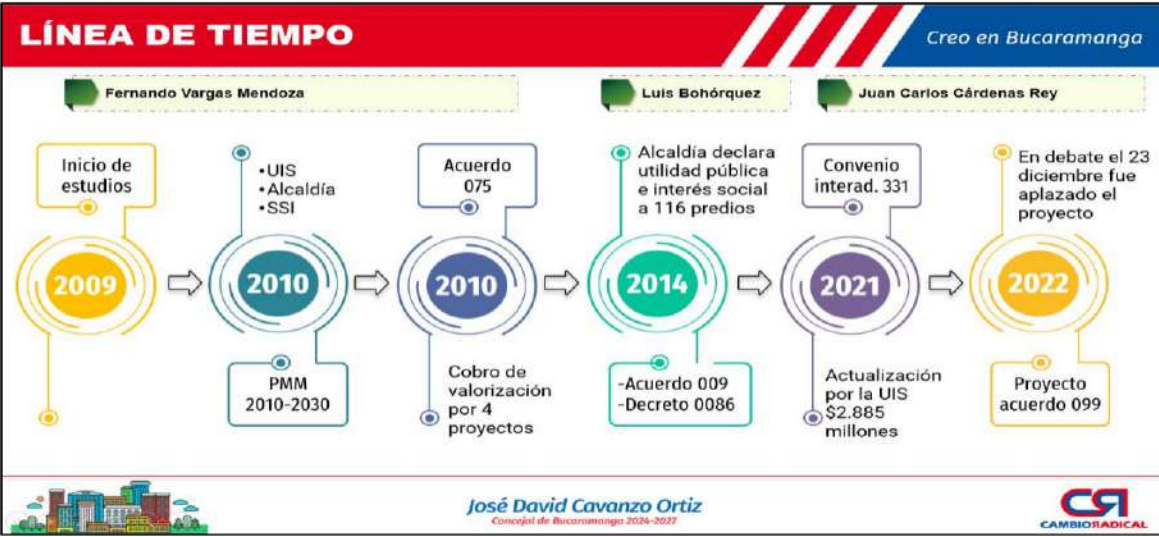 LÍNEA DE TIEMPO
Creo en Bucaramanga
Fernando Vargas Mendoza
Luis Bohórquez
Juan Carlos Cárdenas Rey
Inicio de
estudios
2009
•UIS
•Alcaldía
•SSI
2010
PMM
2010-2030
Acuerdo
075
2010
Cobro de
valorización
por 4
proyectos
Alcaldía declara
utilidad pública
e interés social
a 116 predios
2014
-Acuerdo 009
-Decreto 0086
Convenio
interad. 331
2021
Actualización
por la UIS
$2.885
millones
En debate el 23
diciembre fue
aplazado el
proyecto
2022
Proyecto
acuerdo 099
José David Cavanzo Ortiz
Concejal de Bucaramanga 2024-2027
CR
CAMBIO RADICAL